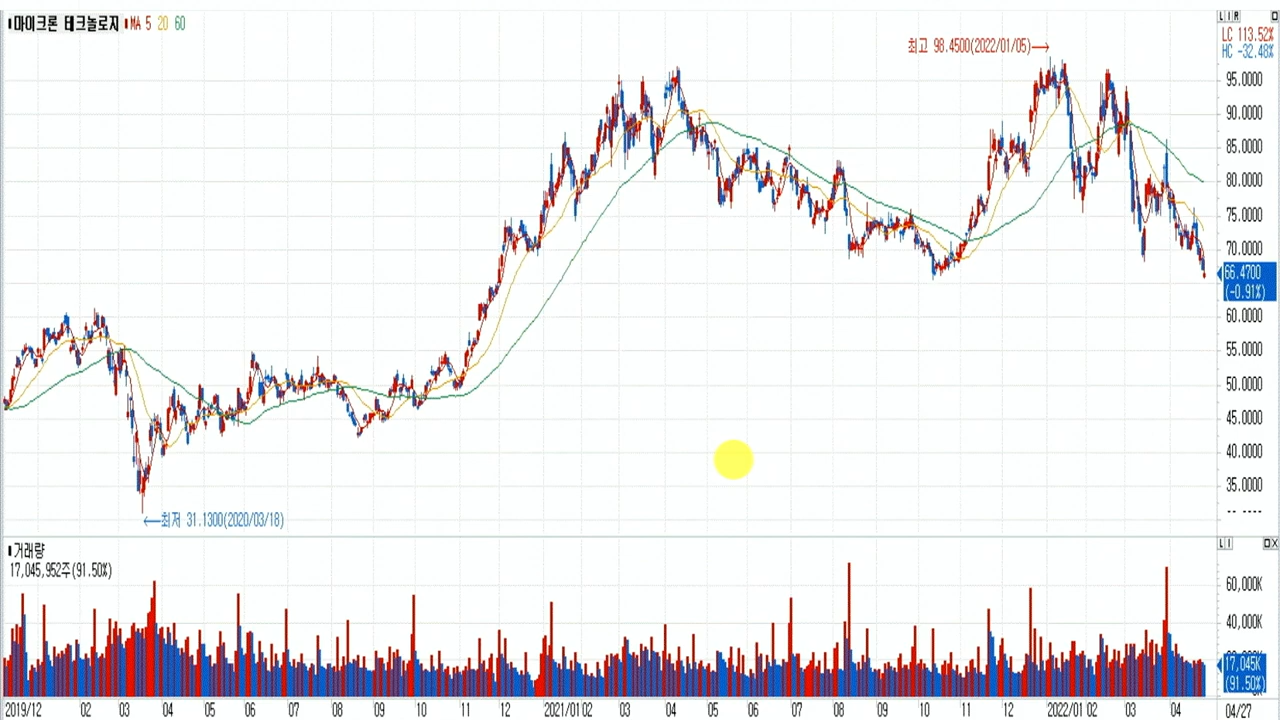 마이크론 테크놀로지 MA 5 20 60
LIR
LC 113.52%
HC -32.48%
최고 98.4500(2022/01/05)→
95.0000
90.0000
85.0000
80.0000
75.0000
70.0000
66.4700
(-0.91%)
60.0000
55.0000
50.0000
45.0000
40.0000
35.0000
←최저 31.1300(2020/03/18)
거래량
17,045,952주(91.50%)
60,000K
40,000K
17,045K
(91.50%)
2019/12 02 03 04 05 06 07 08 09 10 11 12 2021/01 02 03 04 05 06 07 08 09 10 11 12 2022/01 02 03 04 04/27